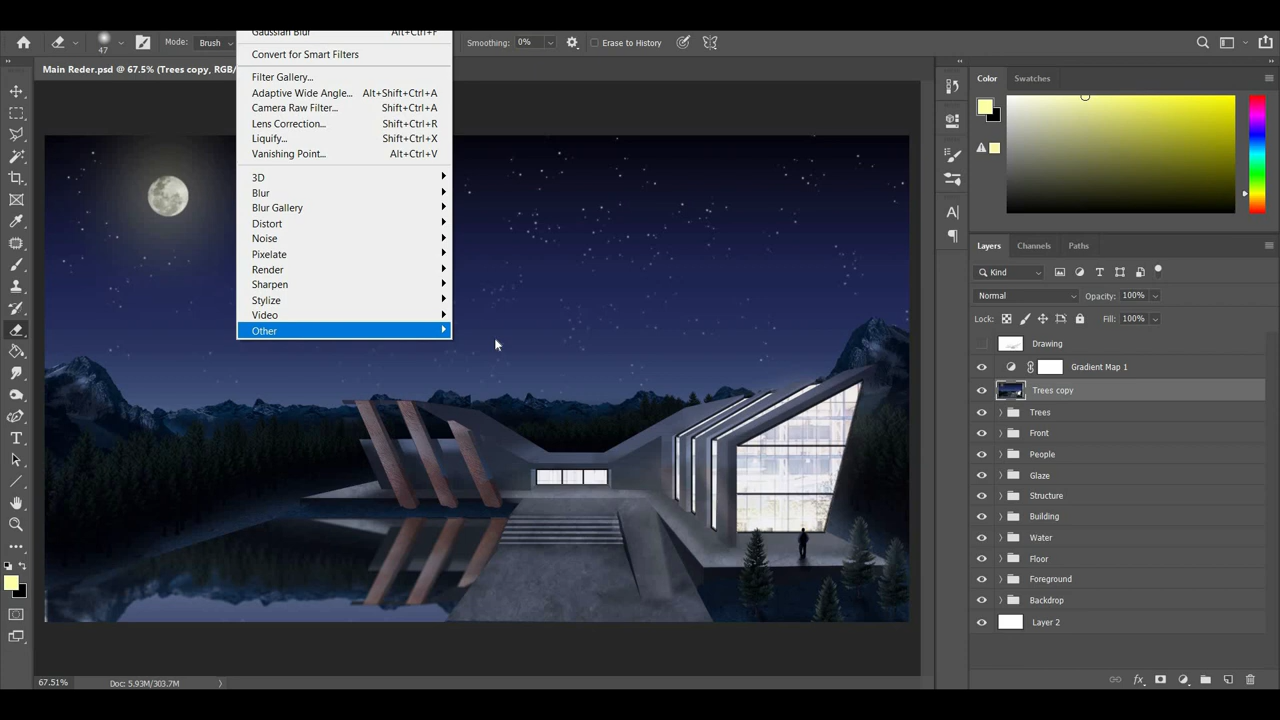 Gaussian Blur Alt+Ctrl+F
47 Mode: Brush Smoothing: 0% Erase to History
Convert for Smart Filters
Main Reder.psd @ 67.5% (Trees copy, RGB/
Filter Gallery...
Adaptive Wide Angle... Alt+Shift+Ctrl+A
Camera Raw Filter... Shift+Ctrl+A
Lens Correction... Shift+Ctrl+R
Liquify... Shift+Ctrl+X
Vanishing Point... Alt+Ctrl+V
3D
Blur
Blur Gallery
Distort
Noise
Pixelate
Render
Sharpen
Stylize
Video
Other
Color Swatches
Layers Channels Paths
Kind
Normal Opacity: 100%
Lock: Fill: 100%
Drawing
Gradient Map 1
Trees copy
Trees
Front
People
Glaze
Structure
Building
Water
Floor
Foreground
Backdrop
Layer 2
67.51% Doc: 5.93M/303.7M